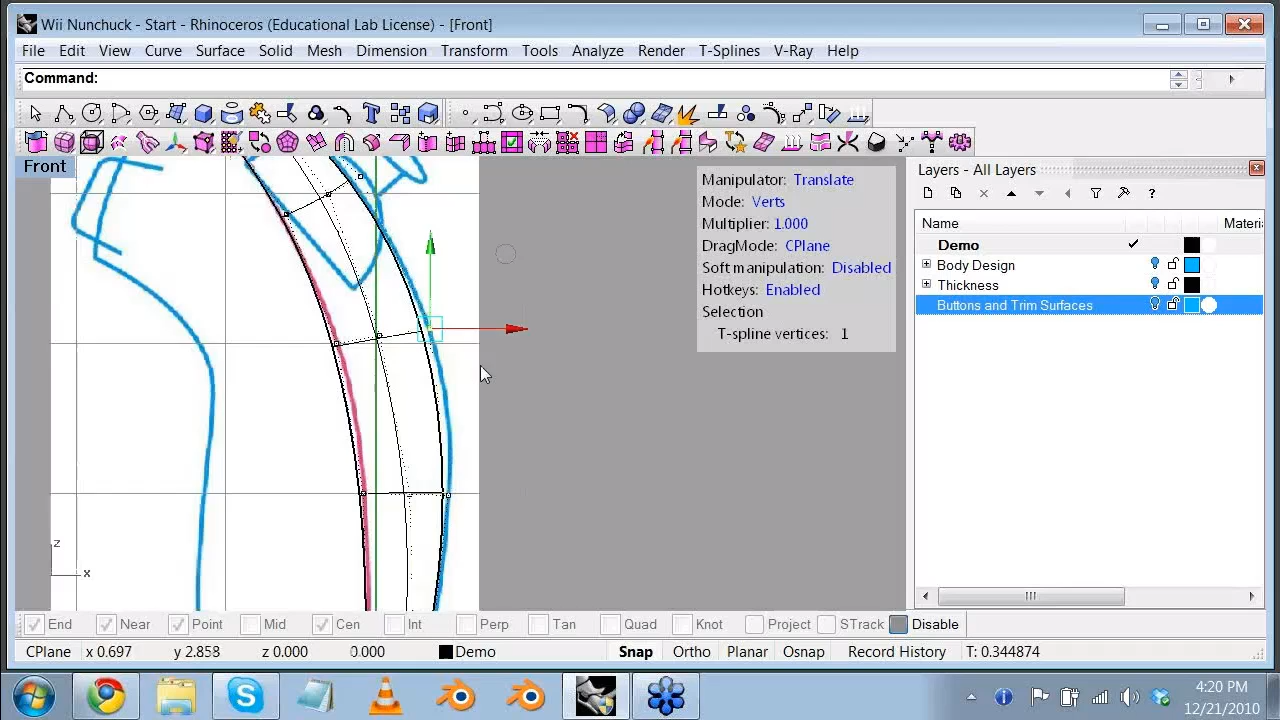 Wii Nunchuck - Start - Rhinoceros (Educational Lab License) - [Front]
File Edit View Curve Surface Solid Mesh Dimension Transform Tools Analyze Render T-Splines V-Ray Help
Command:
Front
Manipulator: Translate
Mode: Verts
Multiplier: 1.000
DragMode: CPlane
Soft manipulation: Disabled
Hotkeys: Enabled
Selection
T-spline vertices: 1
z
x
Layers - All Layers
Name Materi
Demo
Body Design
Thickness
Buttons and Trim Surfaces
End Near Point Mid Cen Int Perp Tan Quad Knot Project STrack Disable
CPlane x 0.697 y 2.858 z 0.000 0.000 Demo Snap Ortho Planar Osnap Record History T: 0.344874
4:20 PM
12/21/2010